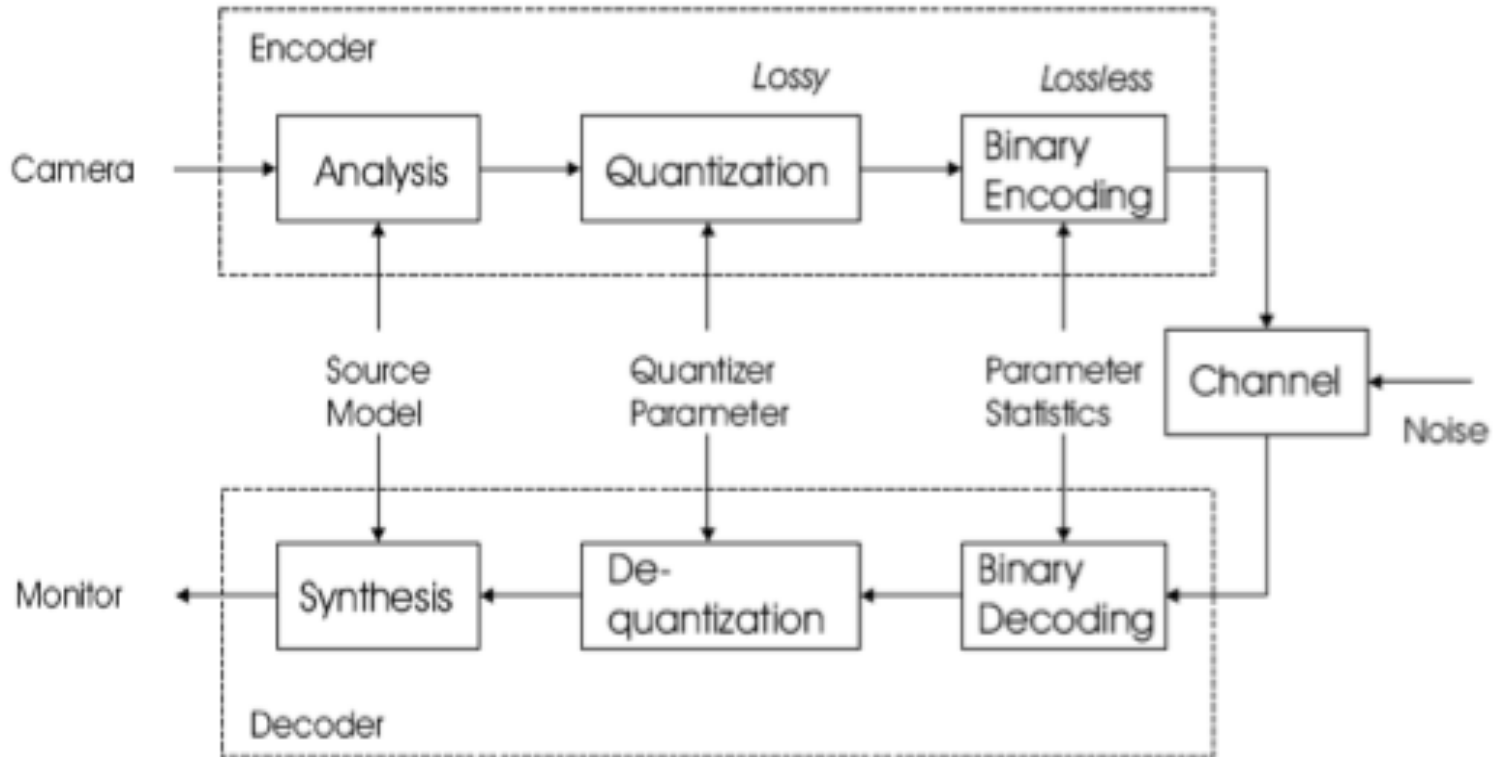 Encoder
Lossy
Lossless
Camera
Analysis
Quantization
Binary
Encoding
Source
Model
Quantizer
Parameter
Parameter
Statistics
Channel
Noise
Monitor
Synthesis
De-
quantization
Binary
Decoding
Decoder